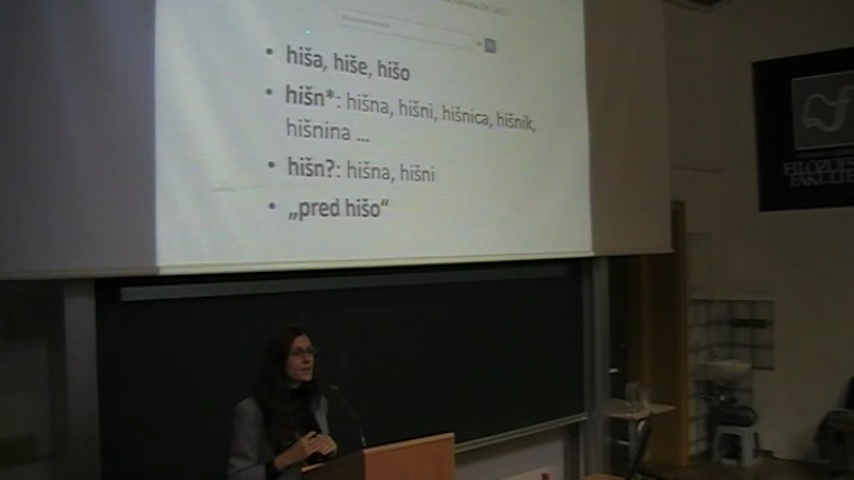 hiša, hiše, hišo
hišn*: hišna, hišni, hišnica, hišnik,
hišnina ...
hišn?: hišna, hišni
„pred hišo“